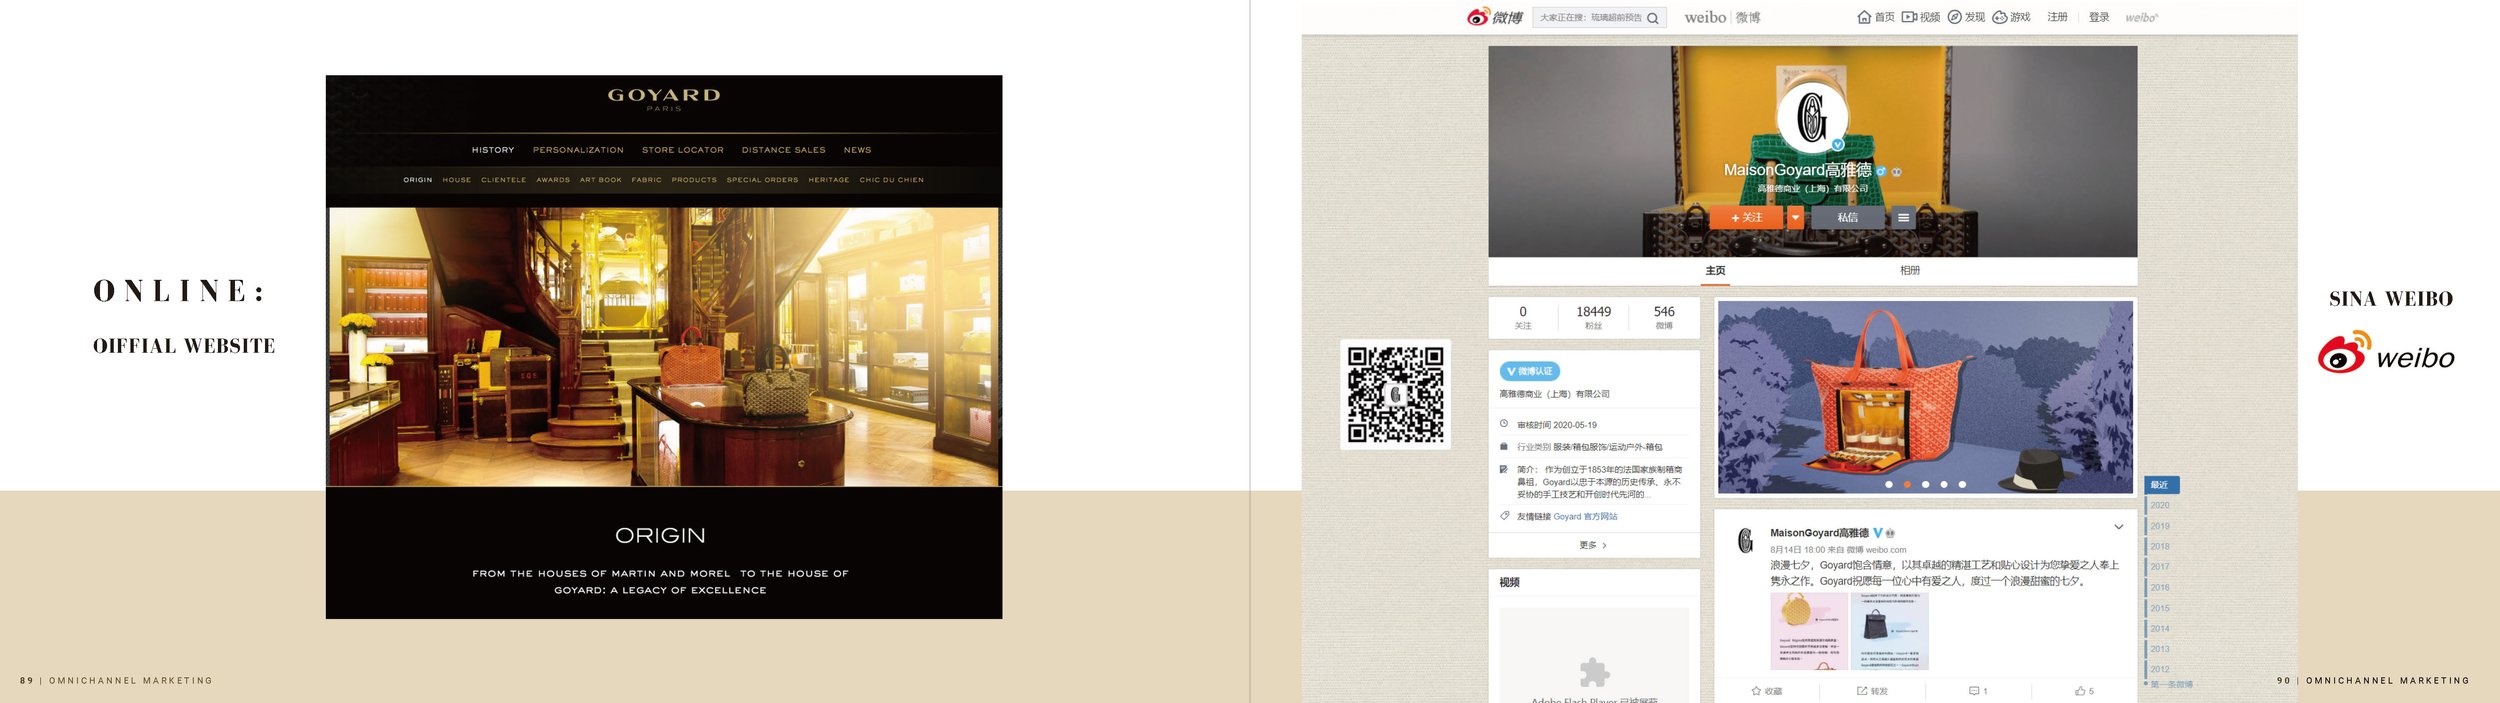 ONLINE:
OIFFIAL WEBSITE
GOYARD
PARIS
HISTORY PERSONALIZATION STORE LOCATOR DISTANCE SALES NEWS
ORIGIN HOUSE CLIENTELE AWARDS ART BOOK FABRIC PRODUCTS SPECIAL ORDERS HERITAGE CHIC DU CHIEN
ORIGIN
FROM THE HOUSES OF MARTIN AND MOREL TO THE HOUSE OF
GOYARD: A LEGACY OF EXCELLENCE
89 | OMNICHANNEL MARKETING
微博 大家正在搜：琉璃超前预告 weibo | 微博 首页 视频 发现 游戏 注册 登录 weibo
MaisonGoyard高雅德
高雅德商业（上海）有限公司
+ 关注 私信
主页 相册
0 18449 546
关注 粉丝 微博
V 微博认证
高雅德商业（上海）有限公司
审核时间 2020-05-19
行业类别 服装/箱包服饰/运动户外-箱包
简介： 作为创立于1853年的法国家族制箱商
鼻祖，Goyard以忠于本源的历史传承、永不
妥协的手工技艺和开创时代先河的...
友情链接 Goyard 官方网站
更多 >
视频
Adobe Flash Player 已被屏蔽
MaisonGoyard高雅德
8月14日 18:00 来自 微博 weibo.com
浪漫七夕，Goyard饱含情意，以其卓越的精湛工艺和贴心设计为您挚爱之人奉上
隽永之作。Goyard祝愿每一位心中有爱之人，度过一个浪漫甜蜜的七夕。
收藏 转发 1 5
最近
2020
2019
2018
2017
2016
2015
2014
2013
2012
第一条微博
SINA WEIBO
weibo
90 | OMNICHANNEL MARKETING